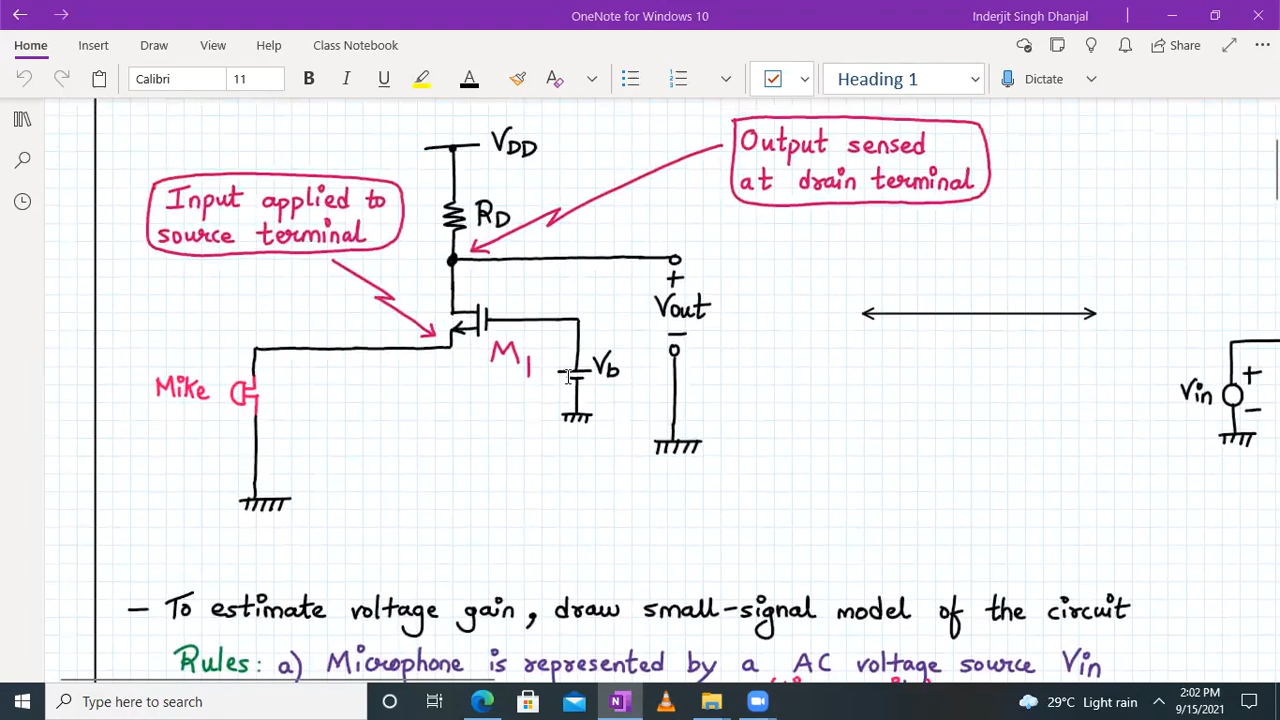 OneNote for Windows 10
Inderjit Singh Dhanjal
Home Insert Draw View Help Class Notebook
Share
Calibri 11 B I U A Heading 1 Dictate
VDD
Output sensed
at drain terminal
Input applied to
source terminal
RD
+
Vout
−
M1
Vb
Mike
Vin
+
−
– To estimate voltage gain, draw small-signal model of the circuit
Rules: a) Microphone is represented by a AC voltage source Vin
Type here to search
29°C Light rain
2:02 PM
9/15/2021